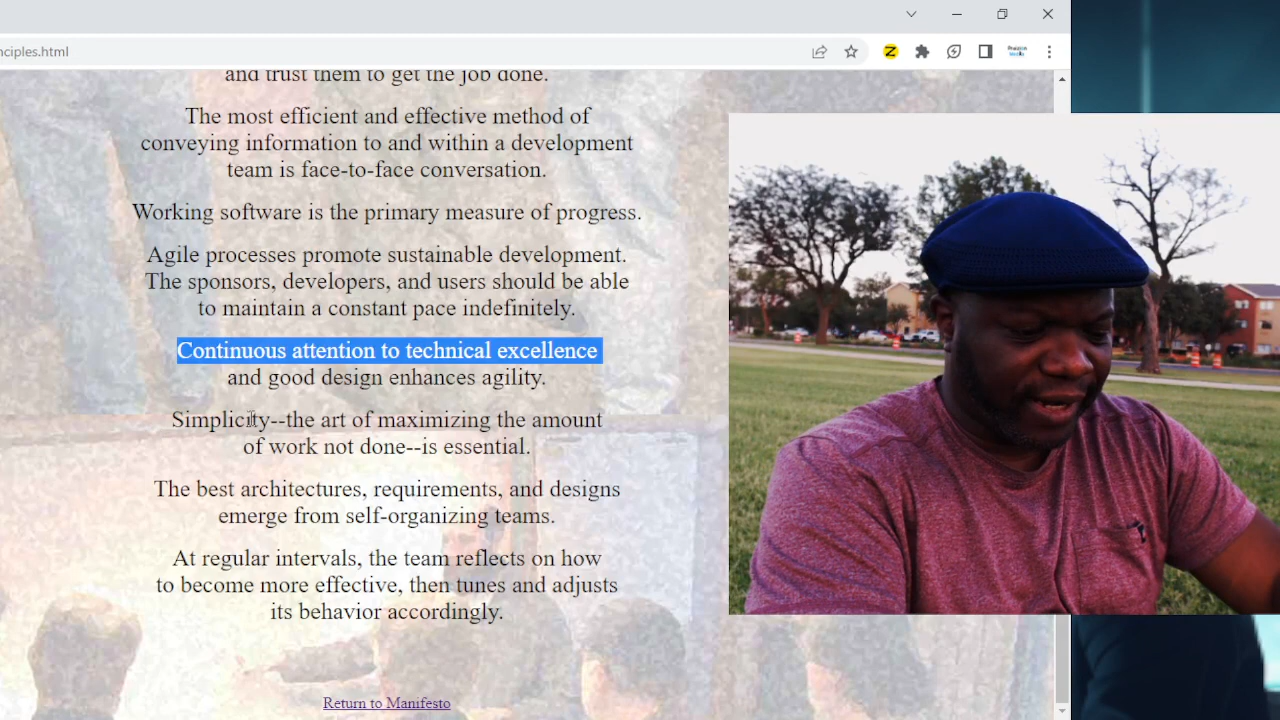 nciples.html
and trust them to get the job done.
The most efficient and effective method of
conveying information to and within a development
team is face-to-face conversation.
Working software is the primary measure of progress.
Agile processes promote sustainable development.
The sponsors, developers, and users should be able
to maintain a constant pace indefinitely.
Continuous attention to technical excellence
and good design enhances agility.
Simplicity--the art of maximizing the amount
of work not done--is essential.
The best architectures, requirements, and designs
emerge from self-organizing teams.
At regular intervals, the team reflects on how
to become more effective, then tunes and adjusts
its behavior accordingly.
Return to Manifesto